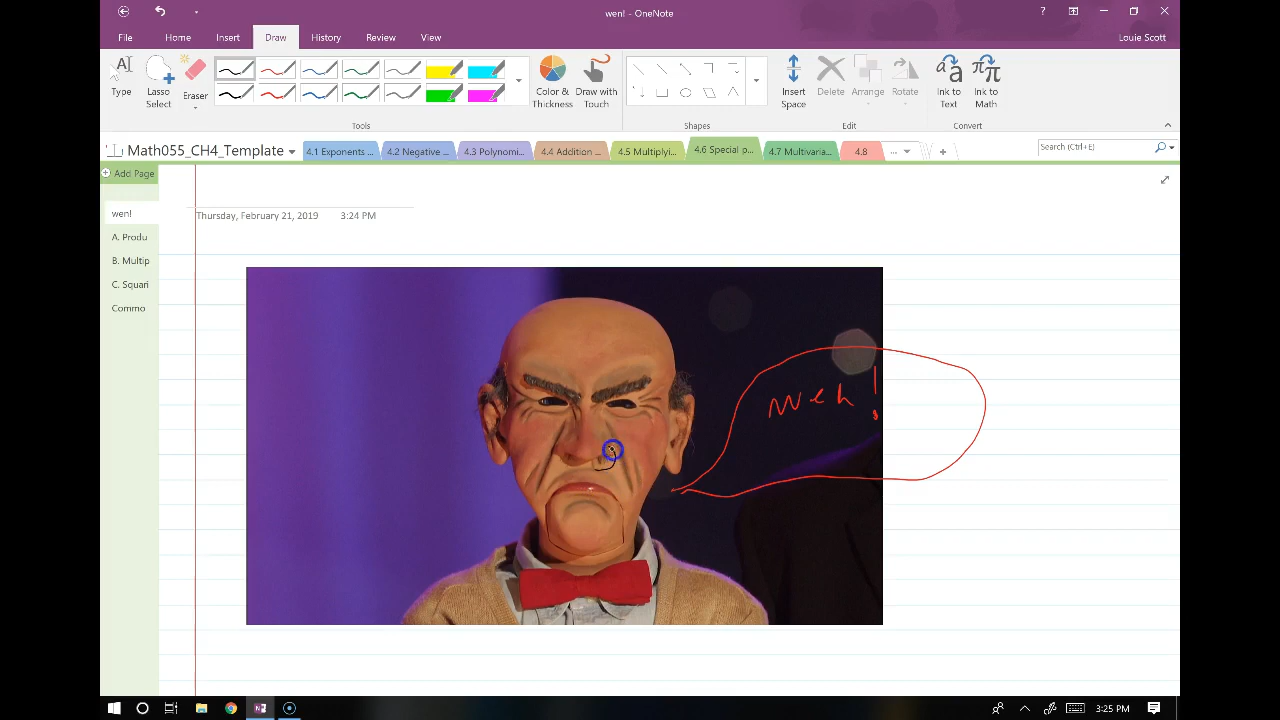 wen! - OneNote
File Home Insert Draw History Review View Louie Scott
Type
Lasso Select
Eraser
Color & Thickness
Draw with Touch
Insert Space
Delete
Arrange
Rotate
Ink to Text
Ink to Math
Tools Shapes Edit Convert
Math055_CH4_Template 4.1 Exponents ... 4.2 Negative ... 4.3 Polynomi... 4.4 Addition ... 4.5 Multiplyi... 4.6 Special p... 4.7 Multivaria... 4.8 ... Search (Ctrl+E)
Add Page
wen!
Thursday, February 21, 2019 3:24 PM
A. Produ
B. Multip
C. Squari
Commo
Weh!
3:25 PM